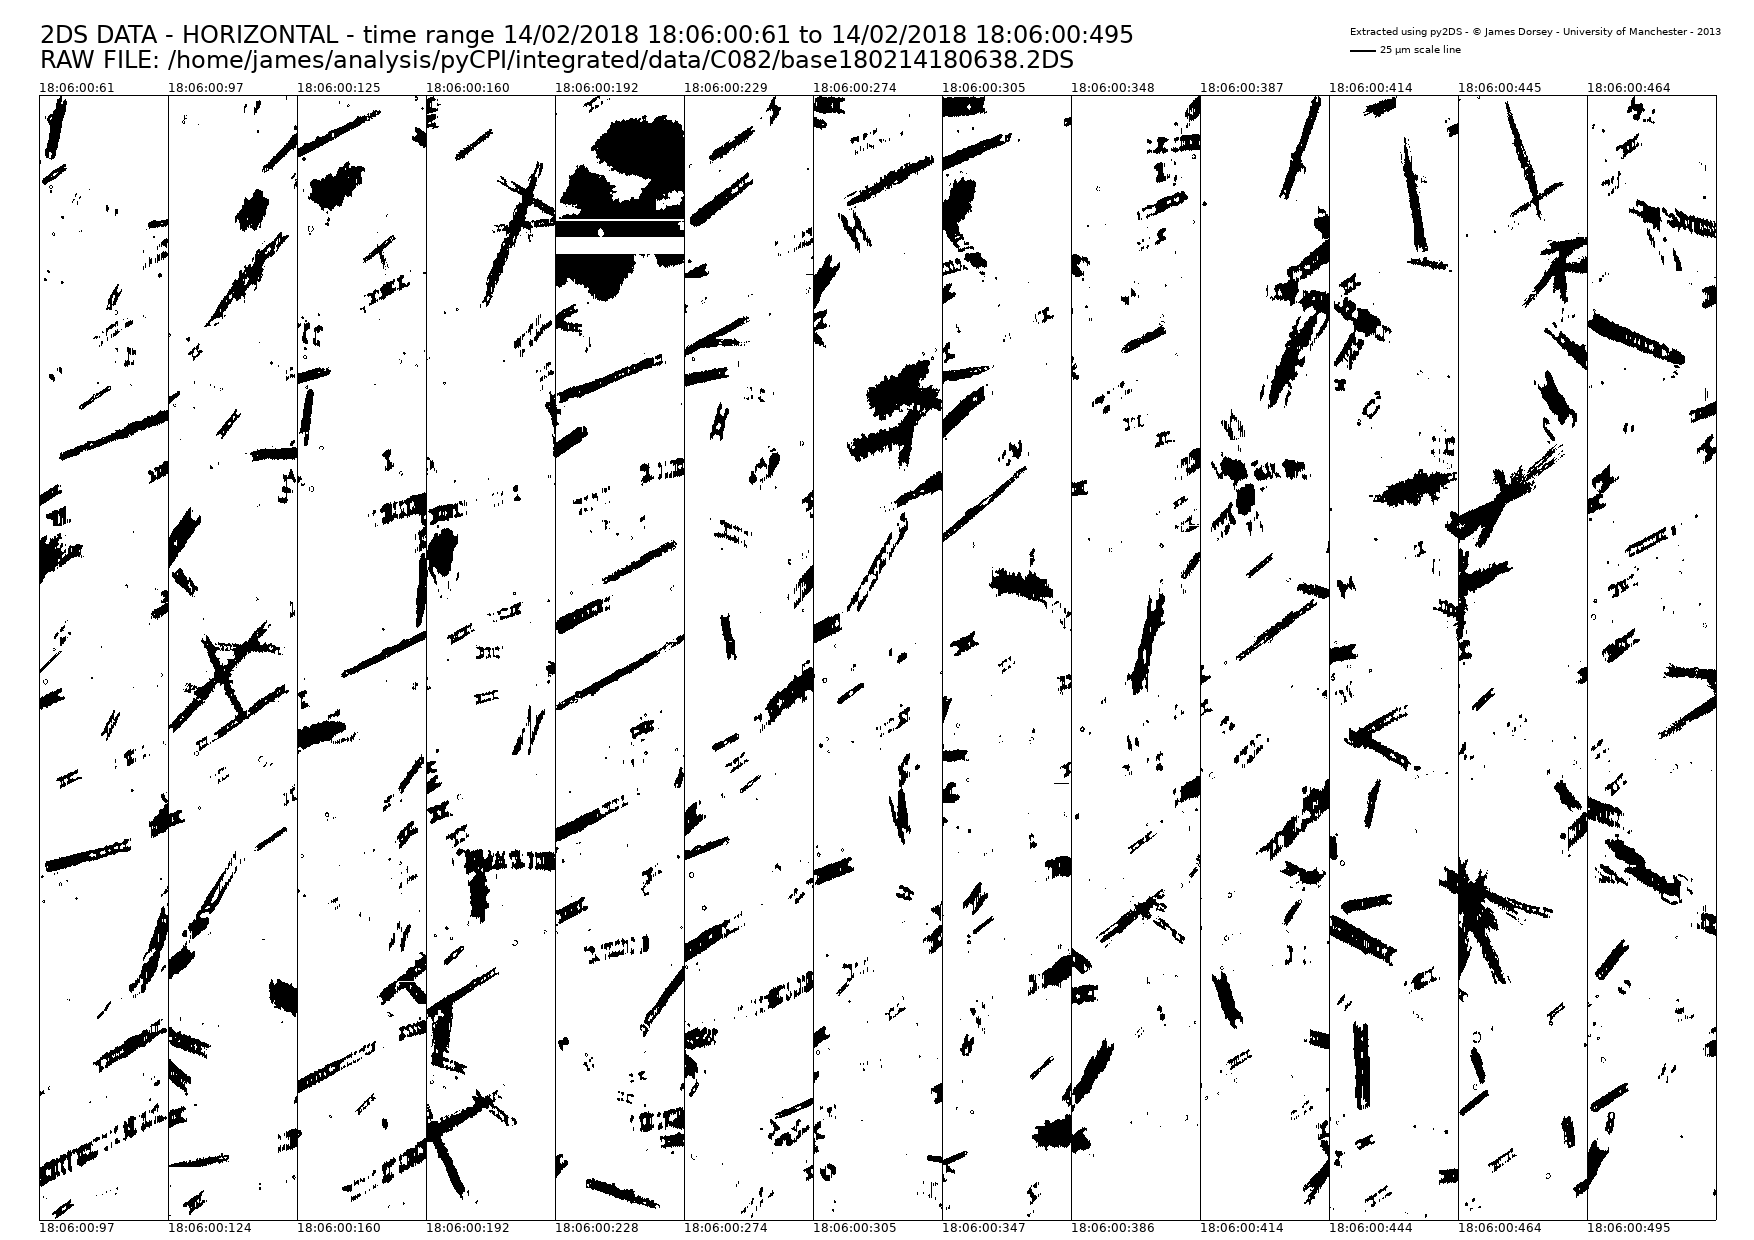 2DS DATA - HORIZONTAL - time range 14/02/2018 18:06:00:61 to 14/02/2018 18:06:00:495
RAW FILE: /home/james/analysis/pyCPI/integrated/data/C082/base180214180638.2DS
Extracted using py2DS - © James Dorsey - University of Manchester - 2013
25 µm scale line
18:06:00:61 18:06:00:97 18:06:00:125 18:06:00:160 18:06:00:192 18:06:00:229 18:06:00:274 18:06:00:305 18:06:00:348 18:06:00:387 18:06:00:414 18:06:00:445 18:06:00:464
18:06:00:97 18:06:00:124 18:06:00:160 18:06:00:192 18:06:00:228 18:06:00:274 18:06:00:305 18:06:00:347 18:06:00:386 18:06:00:414 18:06:00:444 18:06:00:464 18:06:00:495